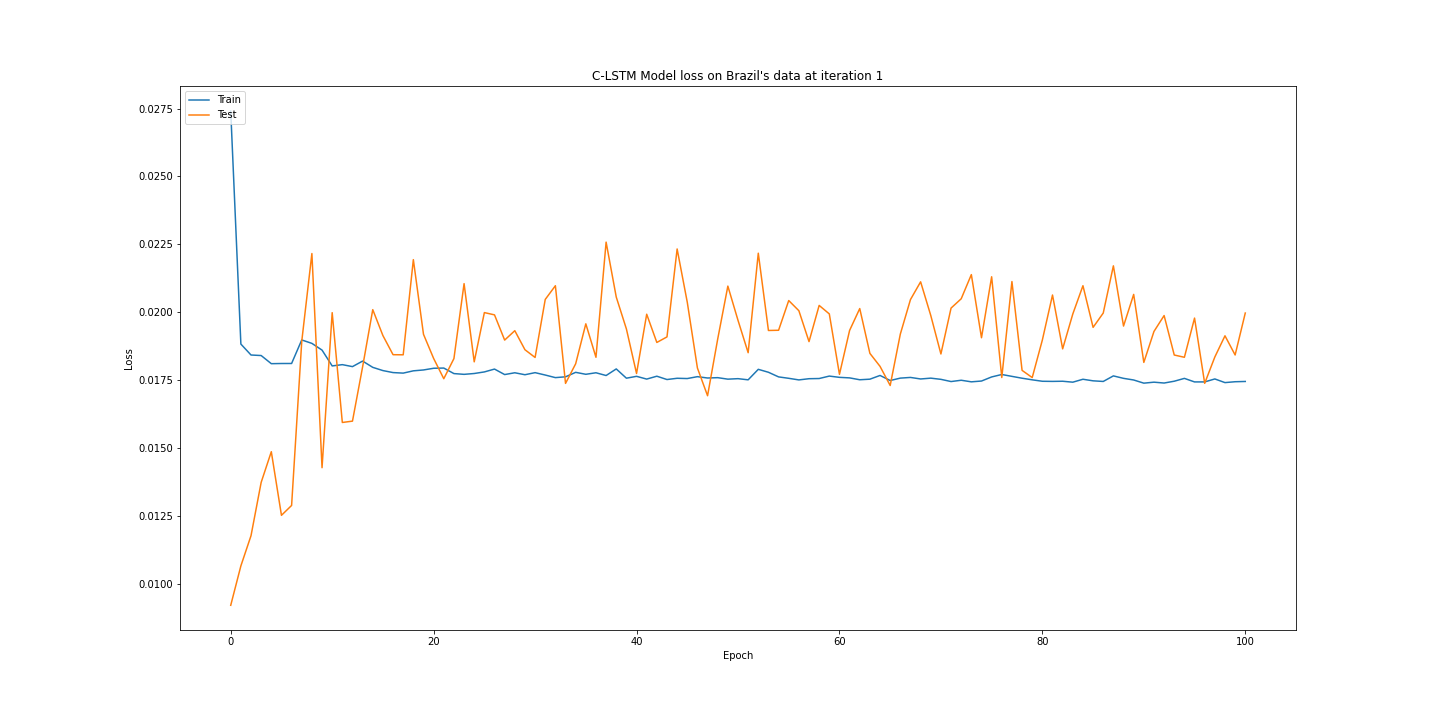 C-LSTM Model loss on Brazil's data at iteration 1
Train
Test
0.0275
0.0250
0.0225
0.0200
0.0175
0.0150
0.0125
0.0100
Loss
0 20 40 60 80 100
Epoch